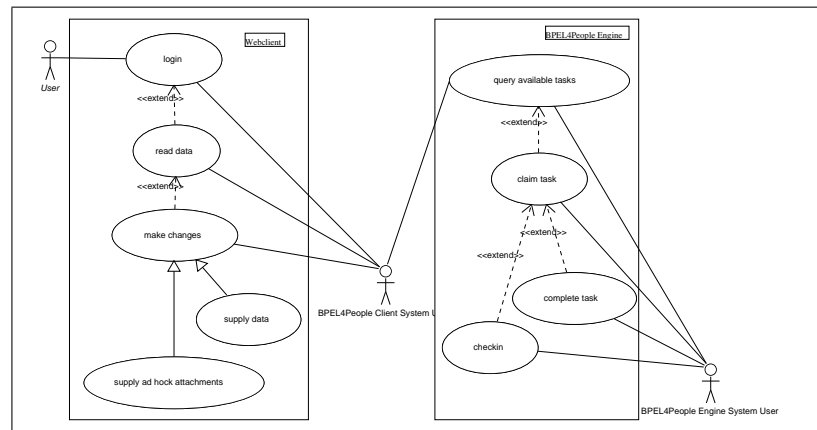 Webclient
BPEL4People Engine
login
User
query available tasks
<<extend>>
<<extend>>
read data
claim task
<<extend>>
<<extend>>
make changes
<<extend>>
supply data
BPEL4People Client System U
complete task
checkin
supply ad hock attachments
BPEL4People Engine System User